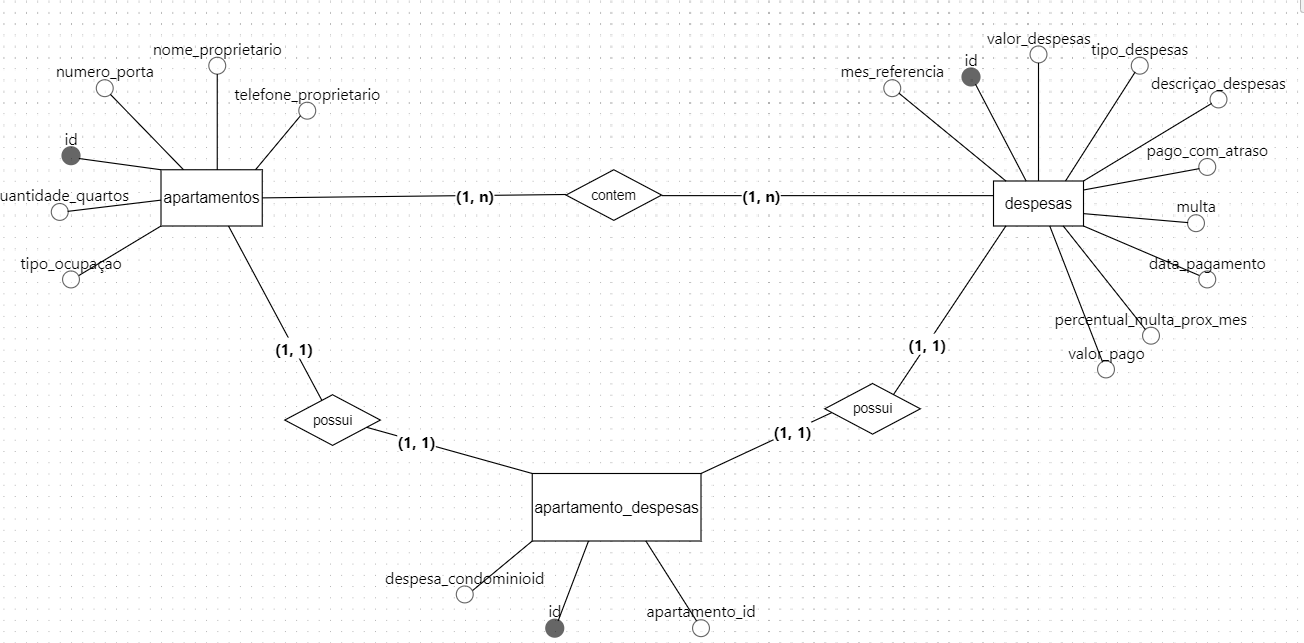 nome_proprietario
numero_porta
telefone_proprietario
id
uantidade_quartos
tipo_ocupaçao
apartamentos
(1, n)
contem
(1, n)
valor_despesas
id
tipo_despesas
mes_referencia
descriçao_despesas
pago_com_atraso
despesas
multa
data_pagamento
percentual_multa_prox_mes
valor_pago
(1, 1)
possui
(1, 1)
(1, 1)
possui
(1, 1)
apartamento_despesas
despesa_condominioid
id
apartamento_id